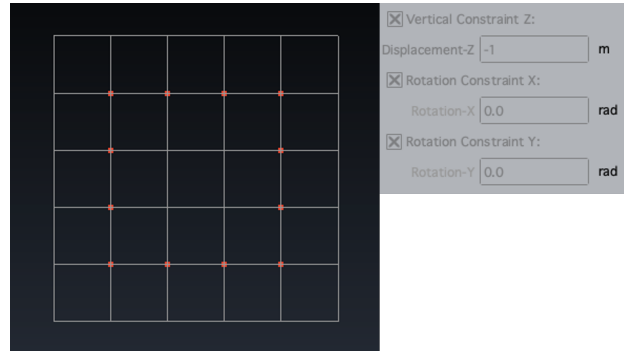 Vertical Constraint Z:
Displacement-Z -1 m
Rotation Constraint X:
Rotation-X 0.0 rad
Rotation Constraint Y:
Rotation-Y 0.0 rad